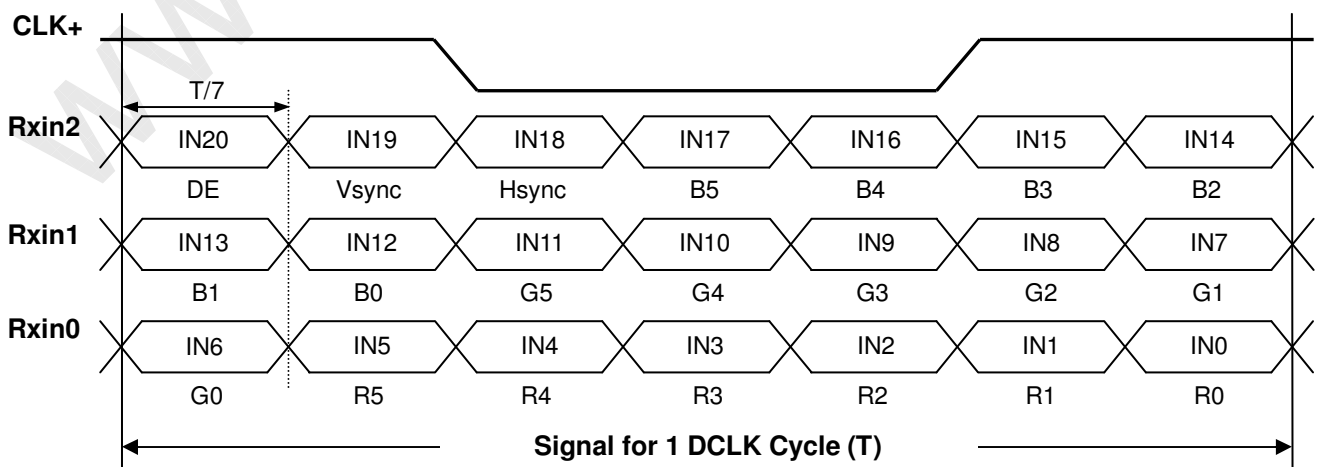 CLK+
T/7
Rxin2 IN20 IN19 IN18 IN17 IN16 IN15 IN14
DE Vsync Hsync B5 B4 B3 B2
Rxin1 IN13 IN12 IN11 IN10 IN9 IN8 IN7
B1 B0 G5 G4 G3 G2 G1
Rxin0 IN6 IN5 IN4 IN3 IN2 IN1 IN0
G0 R5 R4 R3 R2 R1 R0
Signal for 1 DCLK Cycle (T)